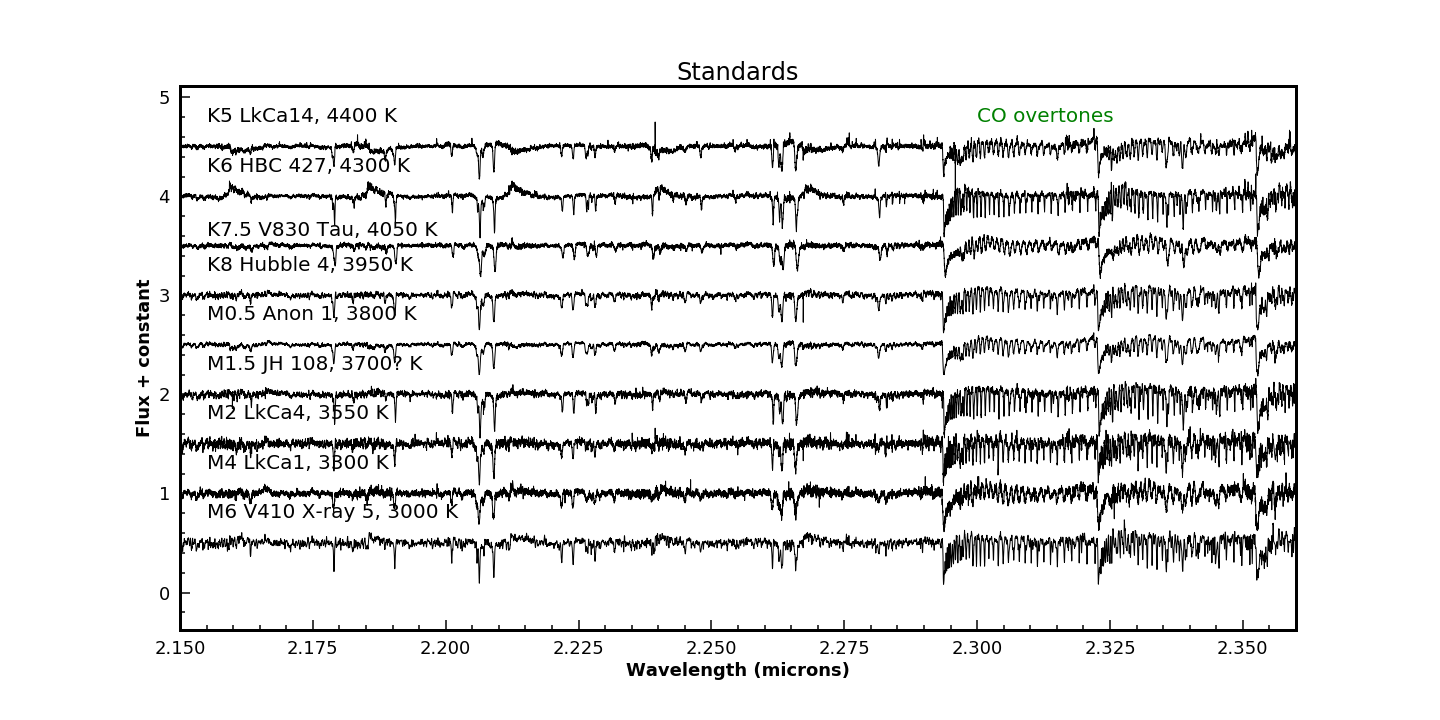 Standards
5
K5 LkCa14, 4400 K
CO overtones
K6 HBC 427, 4300 K
4
K7.5 V830 Tau, 4050 K
K8 Hubble 4, 3950 K
3
M0.5 Anon 1, 3800 K
M1.5 JH 108, 3700? K
2
M2 LkCa4, 3550 K
M4 LkCa1, 3300 K
1
M6 V410 X-ray 5, 3000 K
0
Flux + constant
2.150 2.175 2.200 2.225 2.250 2.275 2.300 2.325 2.350
Wavelength (microns)